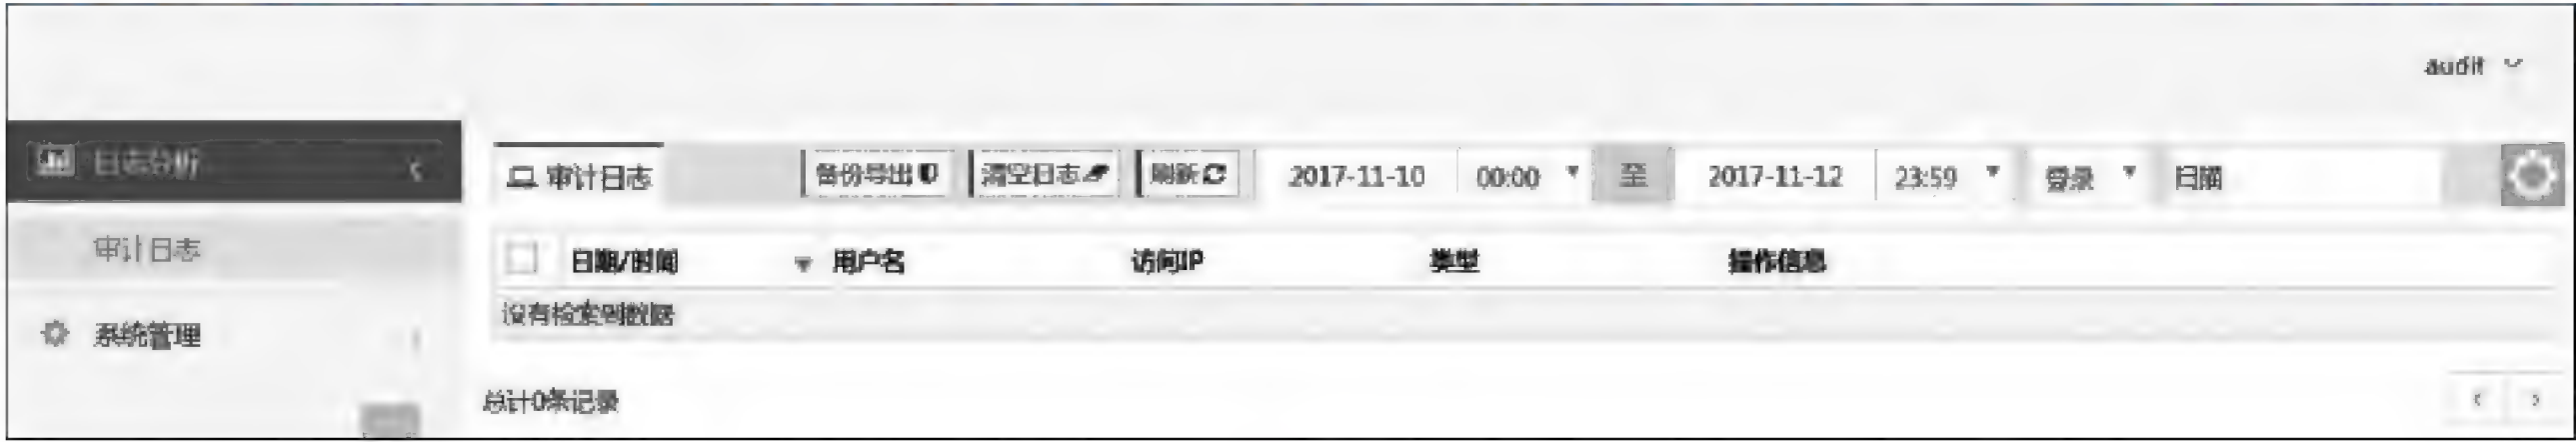 audit
日志分析
审计日志 备份导出 清空日志 刷新 2017-11-10 00:00 至 2017-11-12 23:59 登录 扫描
审计日志
日期/时间 用户名 访问IP 类型 操作信息
没有检索到数据
系统管理
总计0条记录